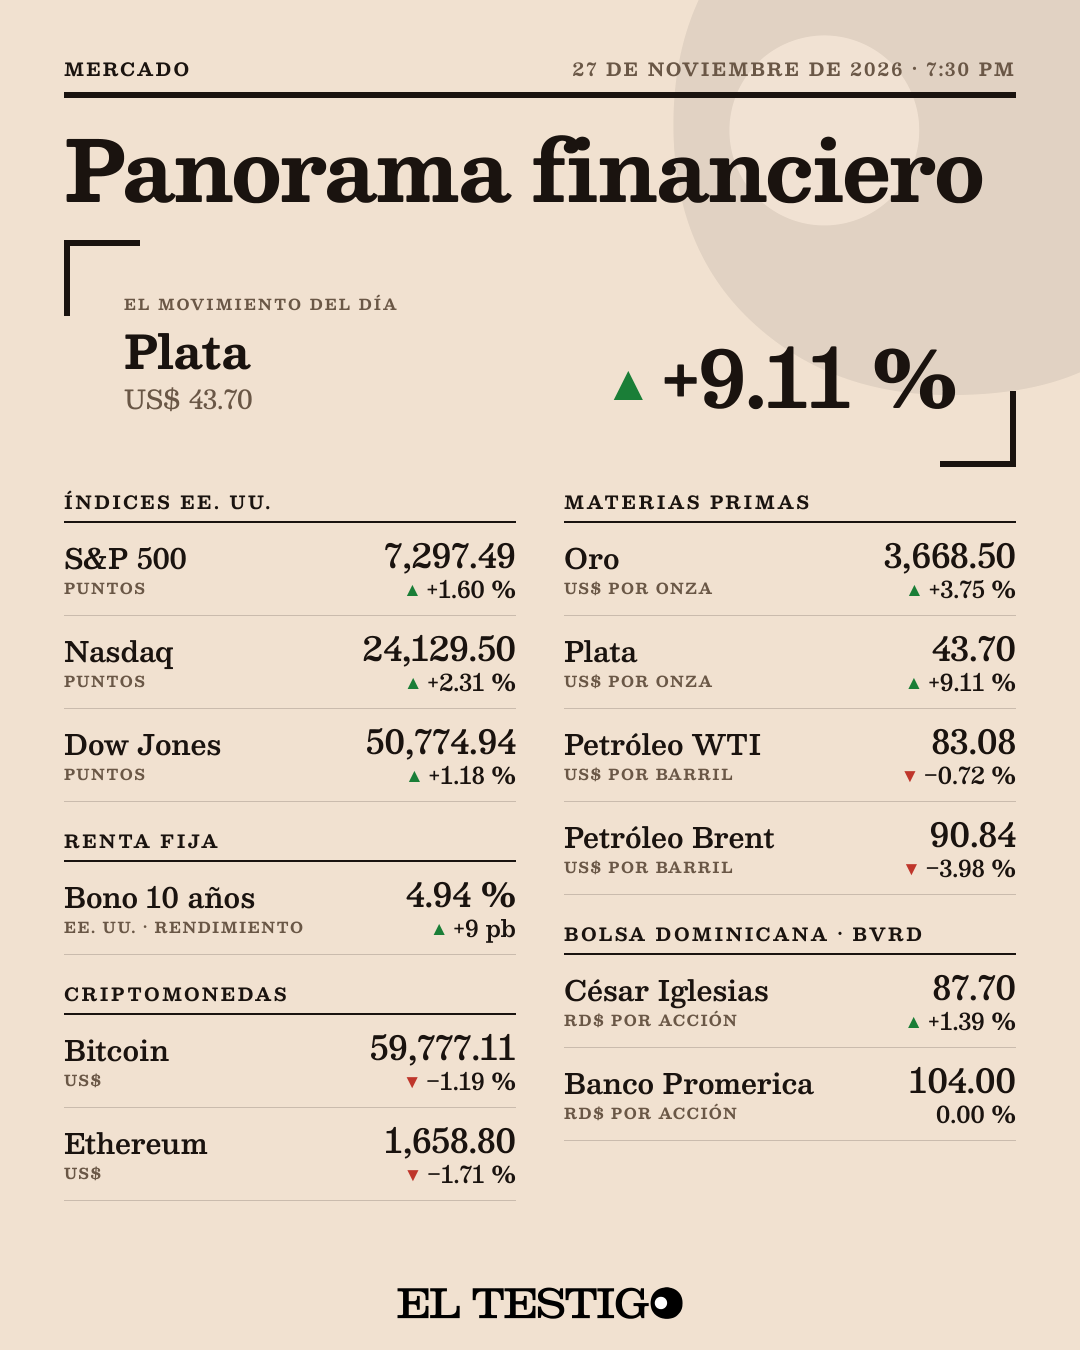 MERCADO
27 DE NOVIEMBRE DE 2026 · 7:30 PM
Panorama financiero
EL MOVIMIENTO DEL DÍA
Plata
US$ 43.70
▲ +9.11 %
ÍNDICES EE. UU.
S&P 500 7,297.49
PUNTOS ▲ +1.60 %
Nasdaq 24,129.50
PUNTOS ▲ +2.31 %
Dow Jones 50,774.94
PUNTOS ▲ +1.18 %
RENTA FIJA
Bono 10 años 4.94 %
EE. UU. · RENDIMIENTO ▲ +9 pb
CRIPTOMONEDAS
Bitcoin 59,777.11
US$ ▼ −1.19 %
Ethereum 1,658.80
US$ ▼ −1.71 %
MATERIAS PRIMAS
Oro 3,668.50
US$ POR ONZA ▲ +3.75 %
Plata 43.70
US$ POR ONZA ▲ +9.11 %
Petróleo WTI 83.08
US$ POR BARRIL ▼ −0.72 %
Petróleo Brent 90.84
US$ POR BARRIL ▼ −3.98 %
BOLSA DOMINICANA · BVRD
César Iglesias 87.70
RD$ POR ACCIÓN ▲ +1.39 %
Banco Promerica 104.00
RD$ POR ACCIÓN 0.00 %
EL TESTIGO